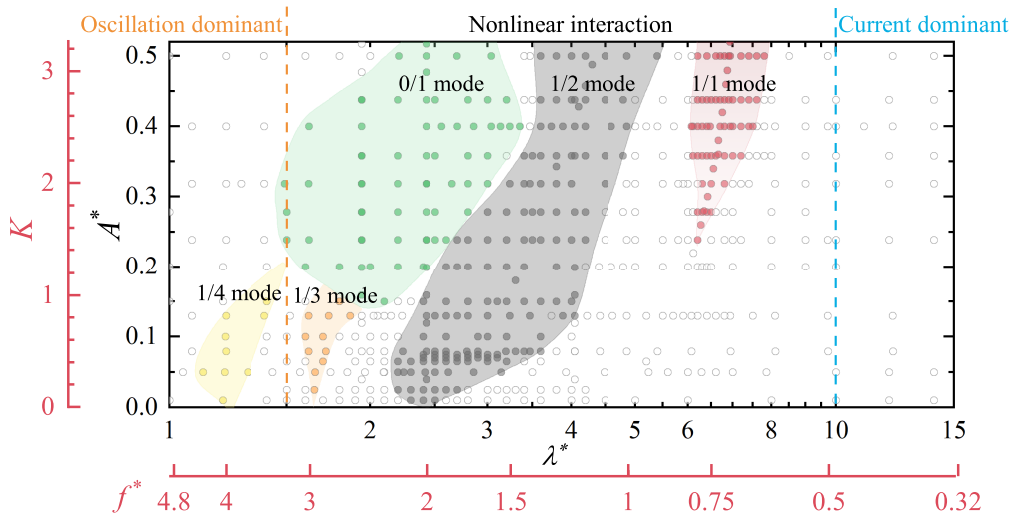 Oscillation dominant
Nonlinear interaction
Current dominant
0/1 mode
1/2 mode
1/1 mode
1/4 mode
1/3 mode
K
3
2
1
0
A*
0.5
0.4
0.3
0.2
0.1
0.0
1 2 3 4 5 6 7 8 10 15
λ*
f*
4.8 4 3 2 1.5 1 0.75 0.5 0.32